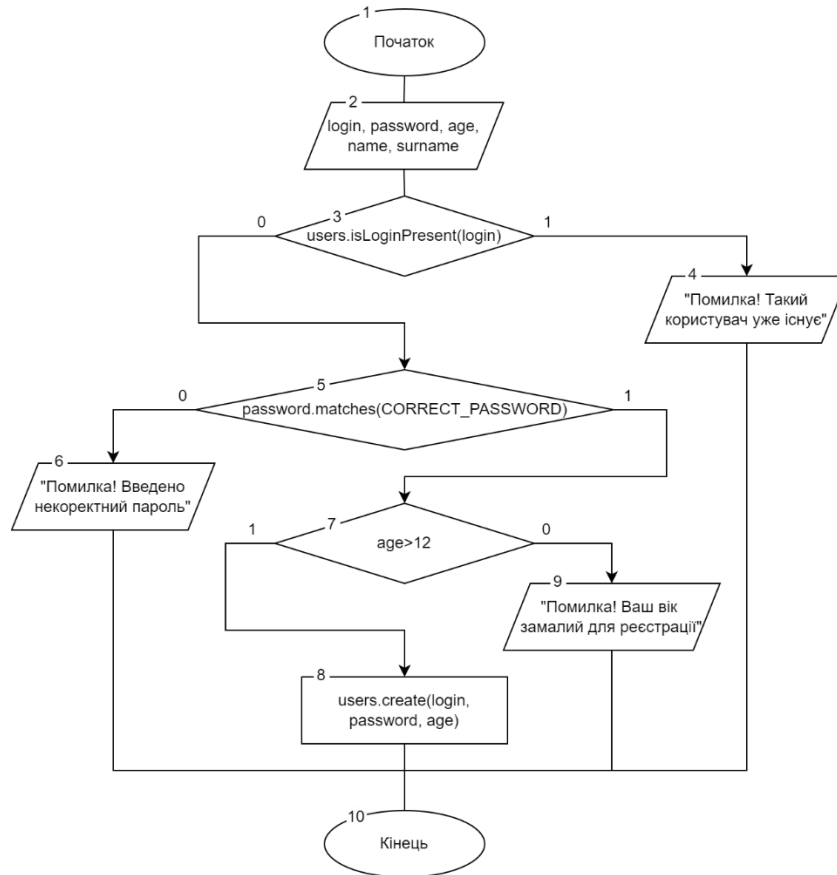 1
Початок
2
login, password, age,
name, surname
3
users.isLoginPresent(login)
0
1
4
"Помилка! Такий
користувач уже існує"
5
password.matches(CORRECT_PASSWORD)
0
1
6
"Помилка! Введено
некоректний пароль"
7
age>12
1
0
9
"Помилка! Ваш вік
замалий для реєстрації"
8
users.create(login,
password, age)
10
Кінець